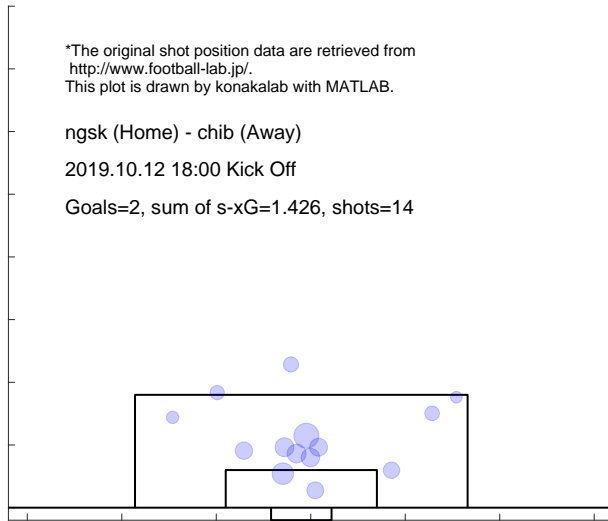 *The original shot position data are retrieved from
http://www.football-lab.jp/.
This plot is drawn by konakalab with MATLAB.
ngsk (Home) - chib (Away)
2019.10.12 18:00 Kick Off
Goals=2, sum of s-xG=1.426, shots=14